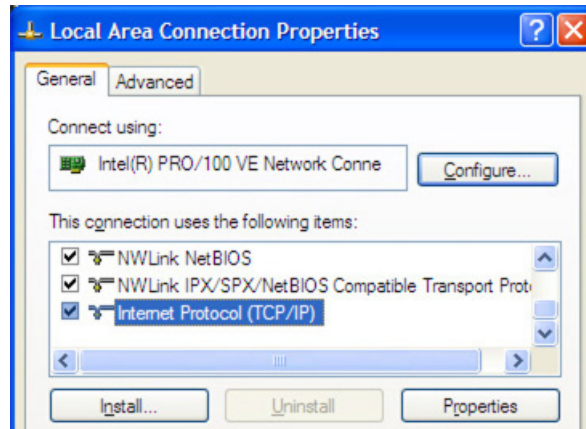 Local Area Connection Properties
General Advanced
Connect using:
Intel(R) PRO/100 VE Network Conne
Configure...
This connection uses the following items:
NWLink NetBIOS
NWLink IPX/SPX/NetBIOS Compatible Transport Proto
Internet Protocol (TCP/IP)
Install... Uninstall Properties